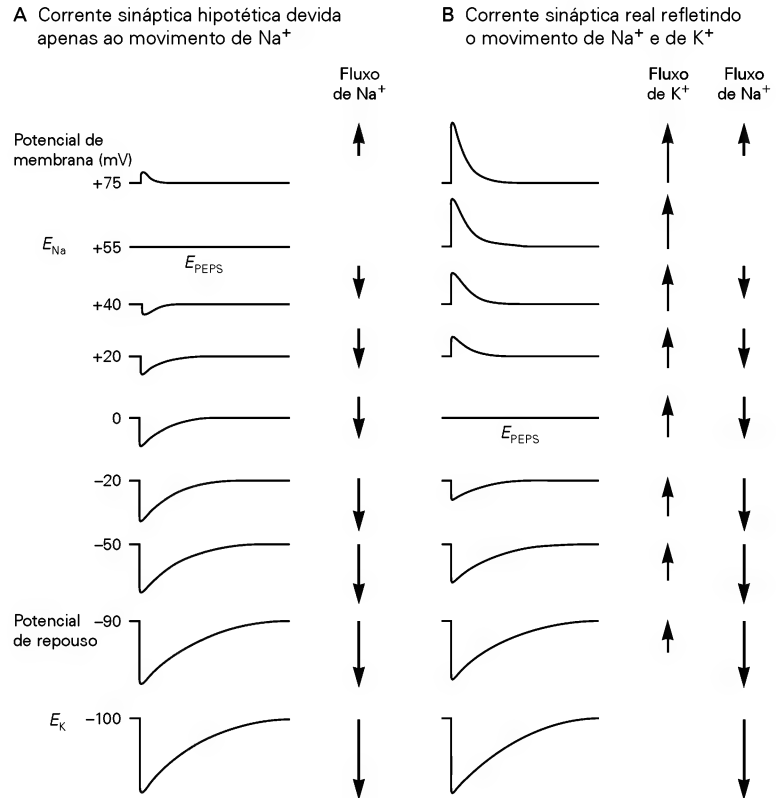 A Corrente sináptica hipotética devida
apenas ao movimento de Na+
B Corrente sináptica real refletindo
o movimento de Na+ e de K+
Fluxo
de Na+
Fluxo
de K+
Fluxo
de Na+
Potencial de
membrana (mV)
+75
ENa +55
EPEPS
+40
+20
0
EPEPS
−20
−50
Potencial −90
de repouso
EK −100